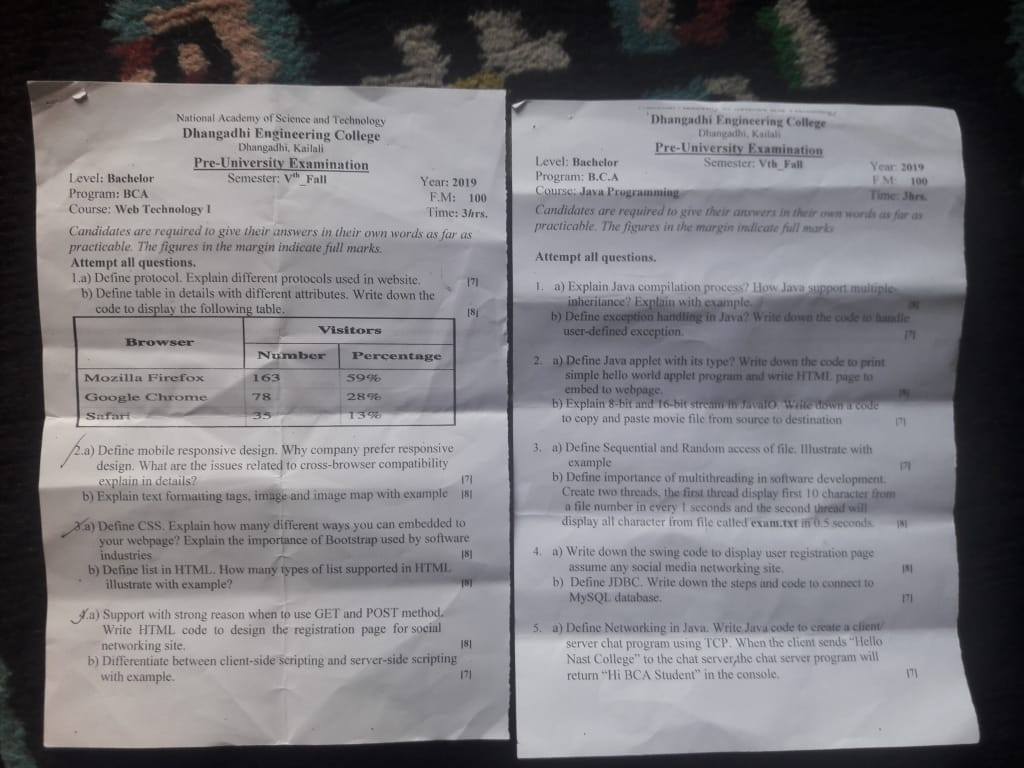 National Academy of Science and Technology
Dhangadhi Engineering College
Dhangadhi, Kailali
Pre-University Examination
Level: Bachelor Semester: Vth_Fall Year: 2019
Program: BCA F.M: 100
Course: Web Technology I Time: 3hrs.
Candidates are required to give their answers in their own words as far as
practicable. The figures in the margin indicate full marks.
Attempt all questions.
1.a) Define protocol. Explain different protocols used in website. [7]
b) Define table in details with different attributes. Write down the
code to display the following table. [8]
Browser Visitors
Number Percentage
Mozilla Firefox 163 59%
Google Chrome 78 28%
Safari 35 13%
2.a) Define mobile responsive design. Why company prefer responsive
design. What are the issues related to cross-browser compatibility
explain in details? [7]
b) Explain text formatting tags, image and image map with example [8]
3.a) Define CSS. Explain how many different ways you can embedded to
your webpage? Explain the importance of Bootstrap used by software
industries [8]
b) Define list in HTML. How many types of list supported in HTML
illustrate with example? [8]
4.a) Support with strong reason when to use GET and POST method.
Write HTML code to design the registration page for social
networking site. [8]
b) Differentiate between client-side scripting and server-side scripting
with example. [7]
Dhangadhi Engineering College
Dhangadhi, Kailali
Pre-University Examination
Level: Bachelor Semester: Vth_Fall Year: 2019
Program: B.C.A F.M: 100
Course: Java Programming Time: 3hrs.
Candidates are required to give their answers in their own words as far as
practicable. The figures in the margin indicate full marks
Attempt all questions.
1. a) Explain Java compilation process? How Java support multiple
inheritance? Explain with example. [8]
b) Define exception handling in Java? Write down the code to handle
user-defined exception. [7]
2. a) Define Java applet with its type? Write down the code to print
simple hello world applet program and write HTML page to
embed to webpage. [8]
b) Explain 8-bit and 16-bit stream in JavaIO. Write down a code
to copy and paste movie file from source to destination [7]
3. a) Define Sequential and Random access of file. Illustrate with
example [7]
b) Define importance of multithreading in software development.
Create two threads, the first thread display first 10 character from
a file number in every 1 seconds and the second thread will
display all character from file called exam.txt in 0.5 seconds. [8]
4. a) Write down the swing code to display user registration page
assume any social media networking site. [8]
b) Define JDBC. Write down the steps and code to connect to
MySQL database. [7]
5. a) Define Networking in Java. Write Java code to create a client/
server chat program using TCP. When the client sends "Hello
Nast College" to the chat server,the chat server program will
return "Hi BCA Student" in the console. [7]